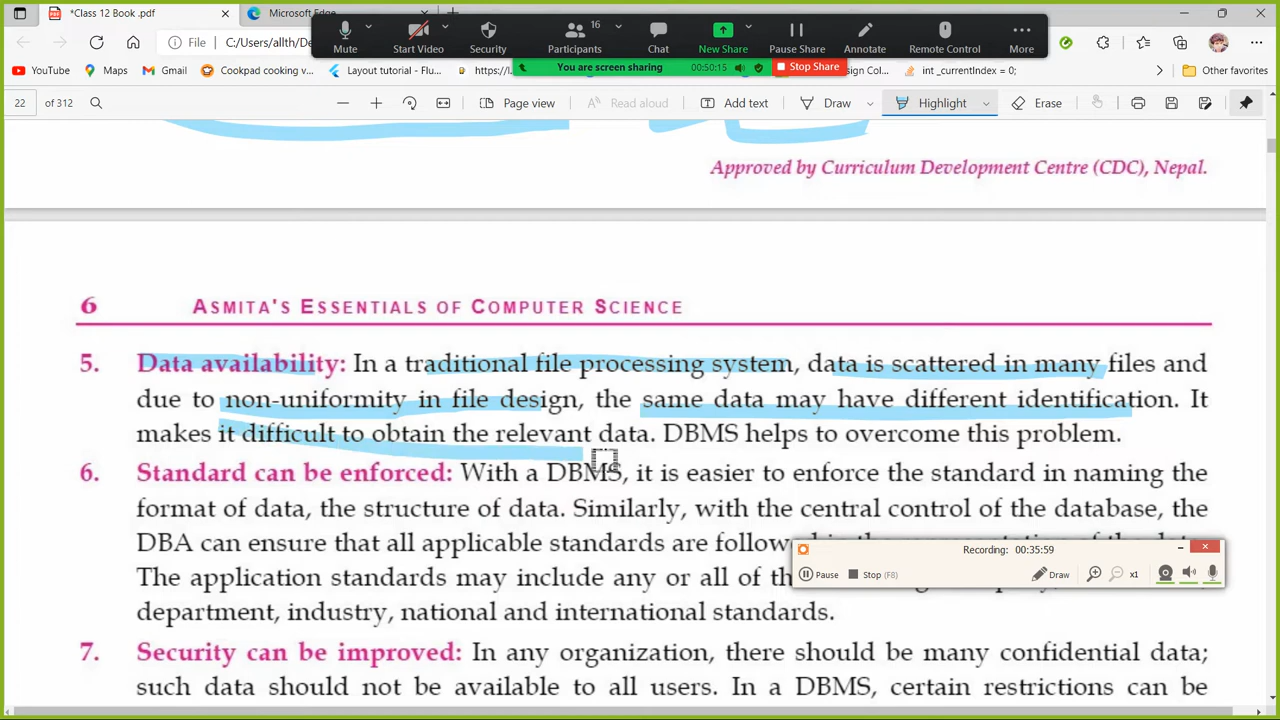 *Class 12 Book .pdf
Microsoft Edge
16
Mute
Start Video
Security
Participants
Chat
New Share
Pause Share
Annotate
Remote Control
More
File
C:/Users/allth/De
You are screen sharing
00:50:15
Stop Share
YouTube
Maps
Gmail
Cookpad cooking v...
Layout tutorial - Flu...
https://
ign Col...
int _currentIndex = 0;
Other favorites
22 of 312
Page view
Read aloud
Add text
Draw
Highlight
Erase
Approved by Curriculum Development Centre (CDC), Nepal.
6 ASMITA'S ESSENTIALS OF COMPUTER SCIENCE
5. Data availability: In a traditional file processing system, data is scattered in many files and
due to non-uniformity in file design, the same data may have different identification. It
makes it difficult to obtain the relevant data. DBMS helps to overcome this problem.
6. Standard can be enforced: With a DBMS, it is easier to enforce the standard in naming the
format of data, the structure of data. Similarly, with the central control of the database, the
DBA can ensure that all applicable standards are follow
The application standards may include any or all of th
department, industry, national and international standards.
Recording: 00:35:59
Pause
Stop (F8)
Draw
x1
7. Security can be improved: In any organization, there should be many confidential data;
such data should not be available to all users. In a DBMS, certain restrictions can be